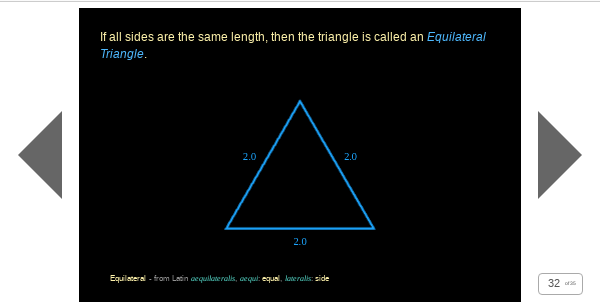 If all sides are the same length, then the triangle is called an Equilateral
Triangle.
2.0
2.0
2.0
Equilateral - from Latin aequilateralis, aequi: equal, lateralis: side
32 of 35